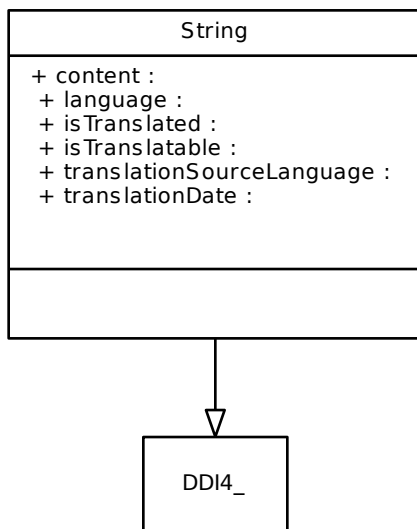 String
+ content :
+ language :
+ isTranslated :
+ isTranslatable :
+ translationSourceLanguage :
+ translationDate :
DDI4_